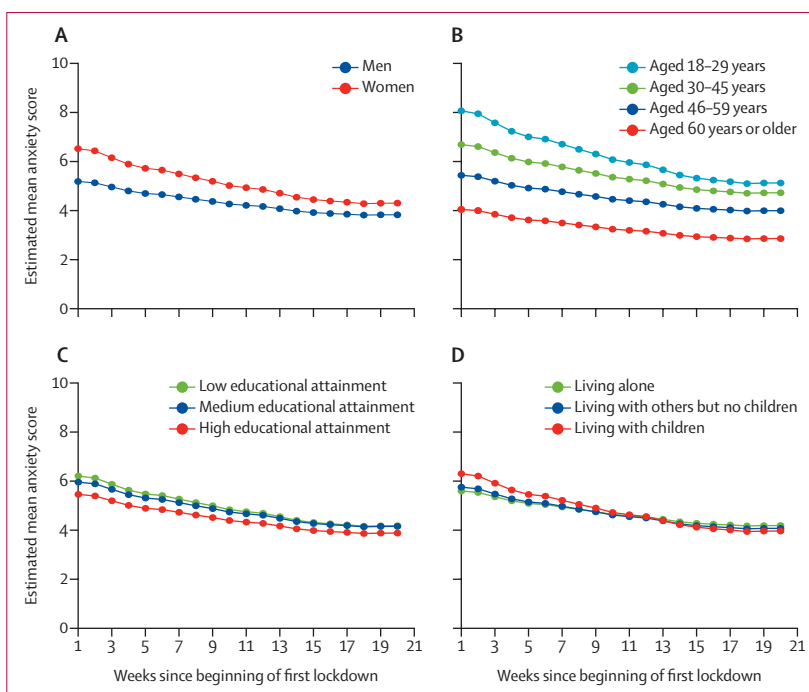 A
Men
Women
B
Aged 18–29 years
Aged 30–45 years
Aged 46–59 years
Aged 60 years or older
10
8
6
4
2
0
Estimated mean anxiety score
C
Low educational attainment
Medium educational attainment
High educational attainment
D
Living alone
Living with others but no children
Living with children
10
8
6
4
2
0
Estimated mean anxiety score
1 3 5 7 9 11 13 15 17 19 21
Weeks since beginning of first lockdown
1 3 5 7 9 11 13 15 17 19 21
Weeks since beginning of first lockdown